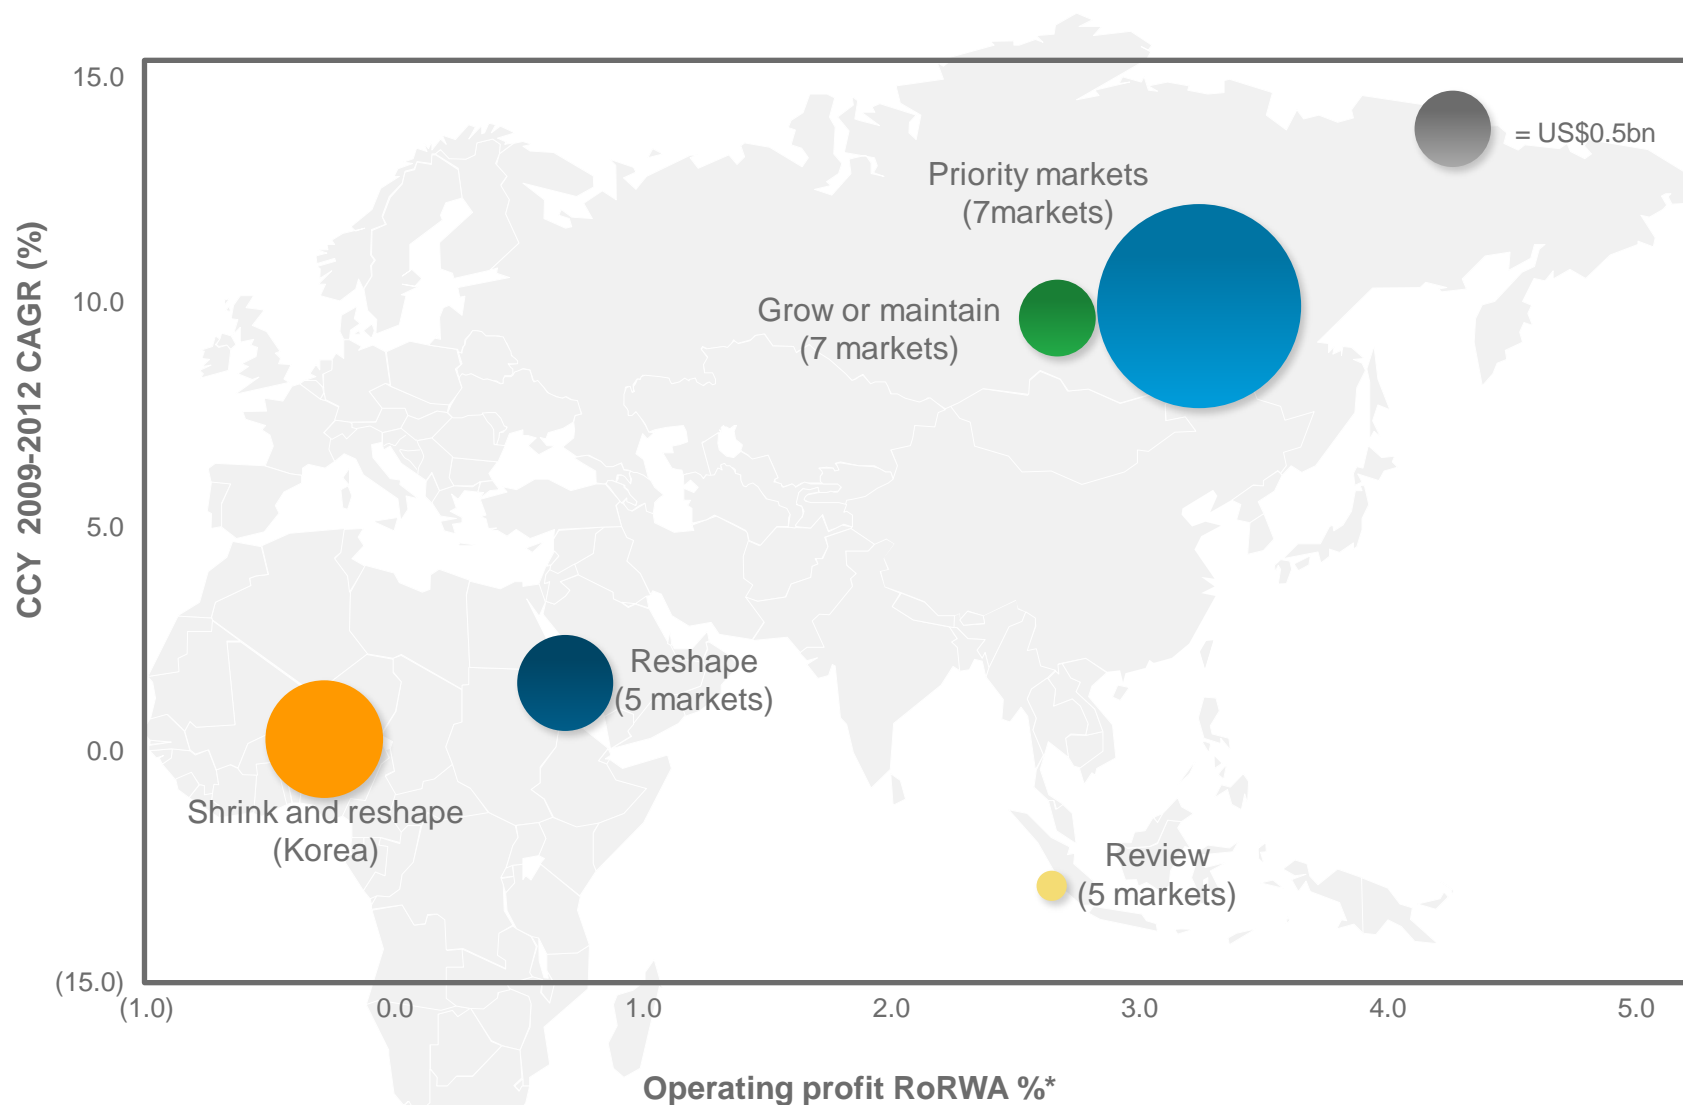 15.0
= US$0.5bn
Priority markets
(7markets)
CCY  2009-2012 CAGR (%)
10.0
Grow or maintain
(7 markets)
5.0
Reshape
(5 markets)
0.0
Shrink and reshape
(Korea)
Review
(5 markets)
(15.0)
(1.0) 0.0 1.0 2.0 3.0 4.0 5.0
Operating profit RoRWA %*